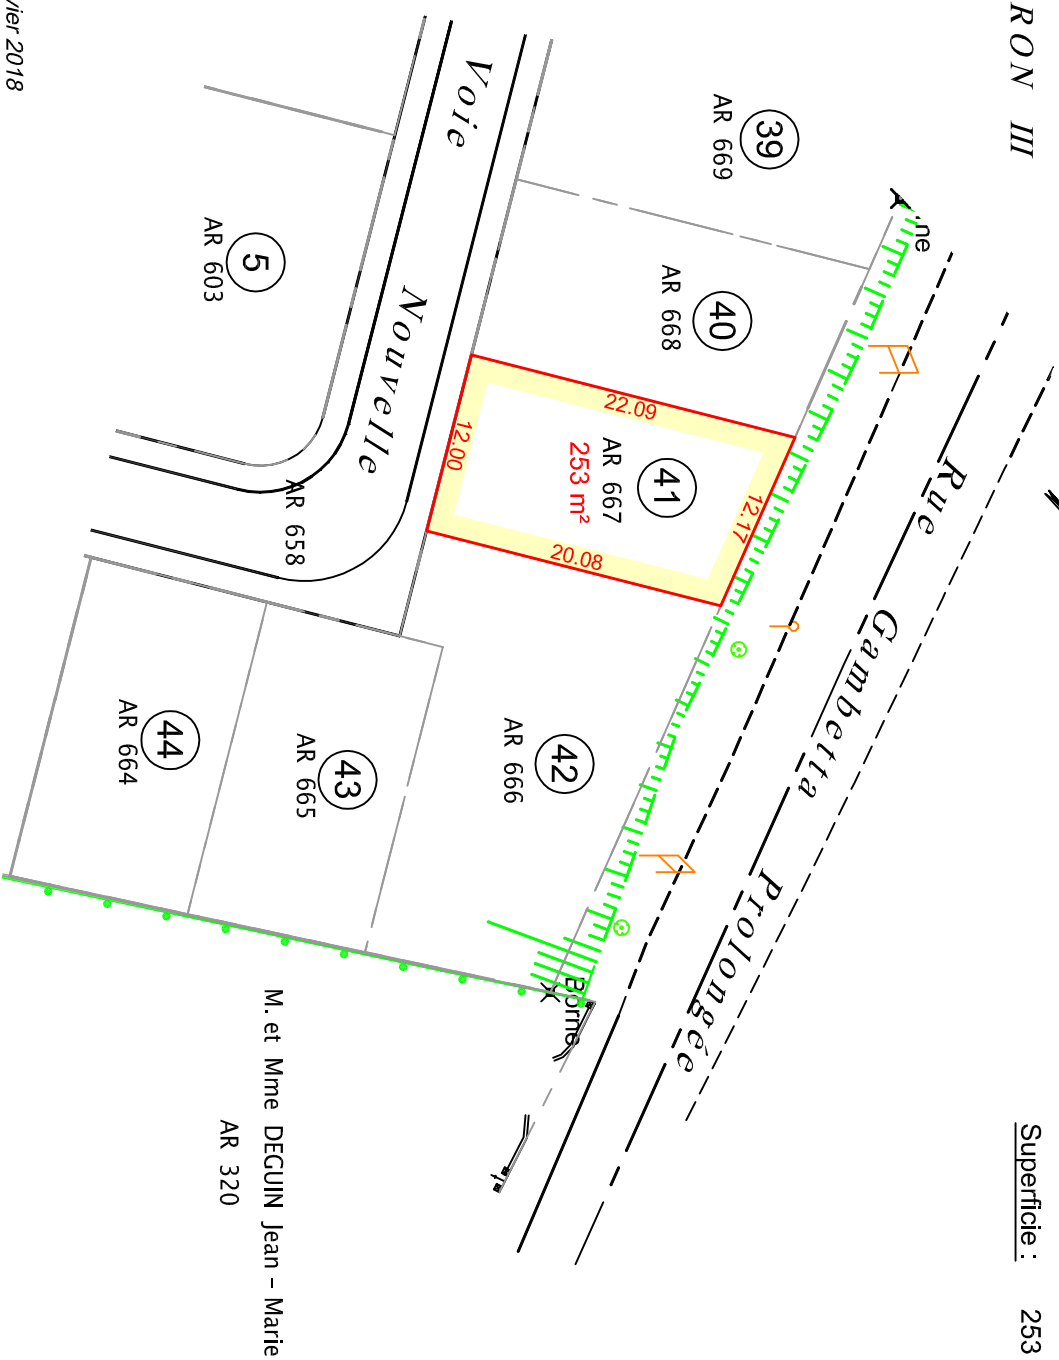 RON III
Superficie : 253
Rue Gambetta Prolongée
39
AR 669
40
AR 668
41
AR 667
253 m²
22.09
12.17
20.08
12.00
42
AR 666
Borne
Voie Nouvelle
5
AR 603
AR 658
43
AR 665
44
AR 664
M. et Mme DEGUIN Jean - Marie
AR 320
vier 2018